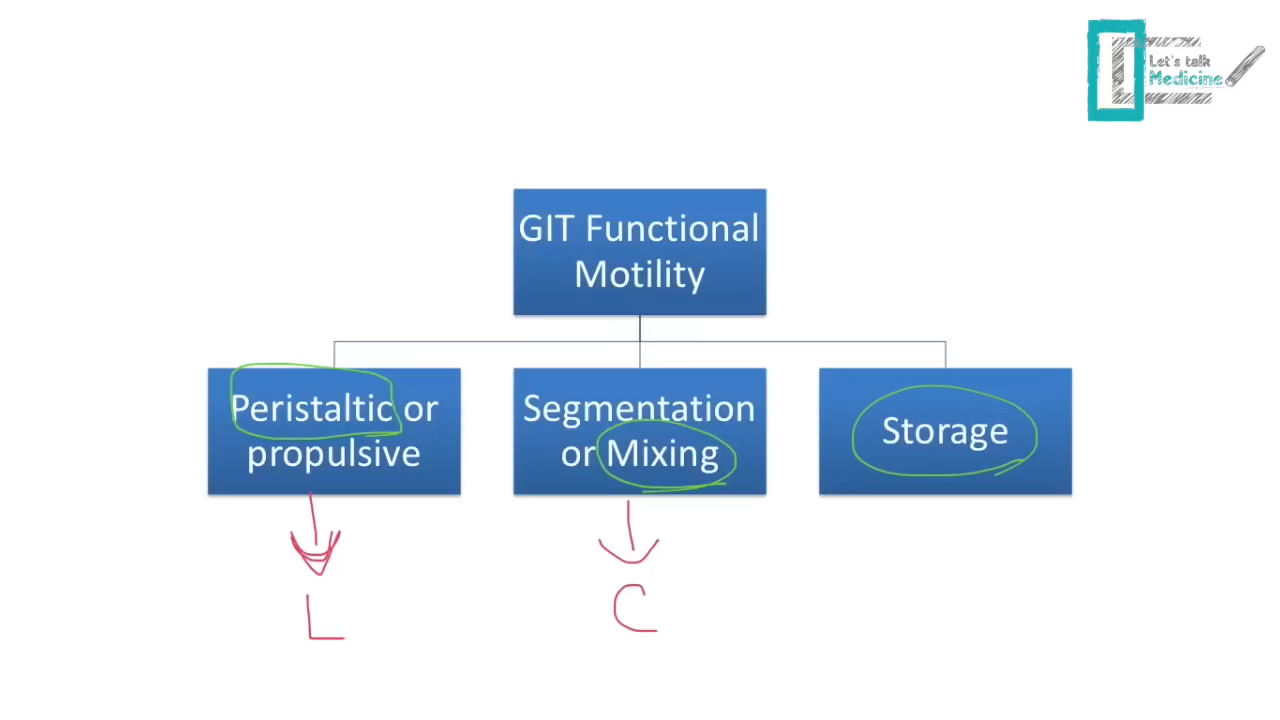 Let's talk
Medicine
GIT Functional
Motility
Peristaltic or
propulsive
Segmentation
or Mixing
Storage
L
C